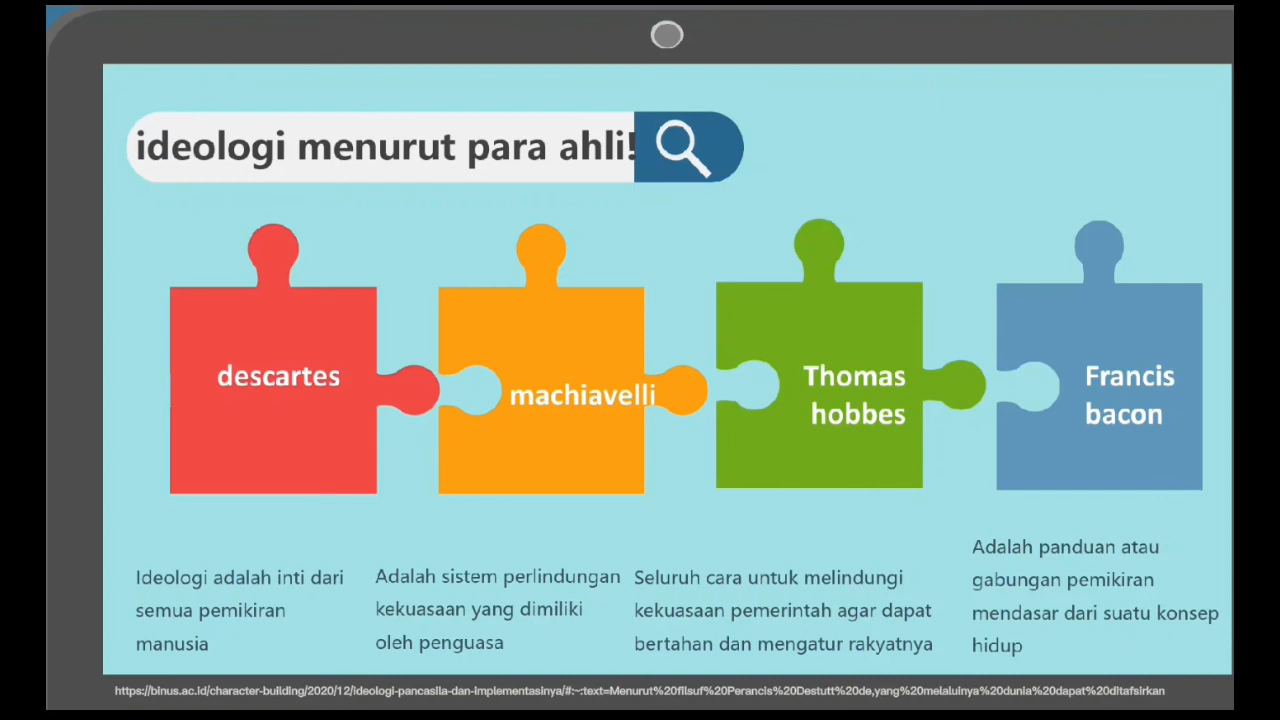 ideologi menurut para ahli!
descartes
machiavelli
Thomas
hobbes
Francis
bacon
Ideologi adalah inti dari
semua pemikiran
manusia
Adalah sistem perlindungan
kekuasaan yang dimiliki
oleh penguasa
Seluruh cara untuk melindungi
kekuasaan pemerintah agar dapat
bertahan dan mengatur rakyatnya
Adalah panduan atau
gabungan pemikiran
mendasar dari suatu konsep
hidup
https://binus.ac.id/character-building/2020/12/ideologi-pancasila-dan-implementasinya/#:~:text=Menurut%20filsuf%20Perancis%20Destutt%20de,yang%20melaluinya%20dunia%20dapat%20ditafsirkan